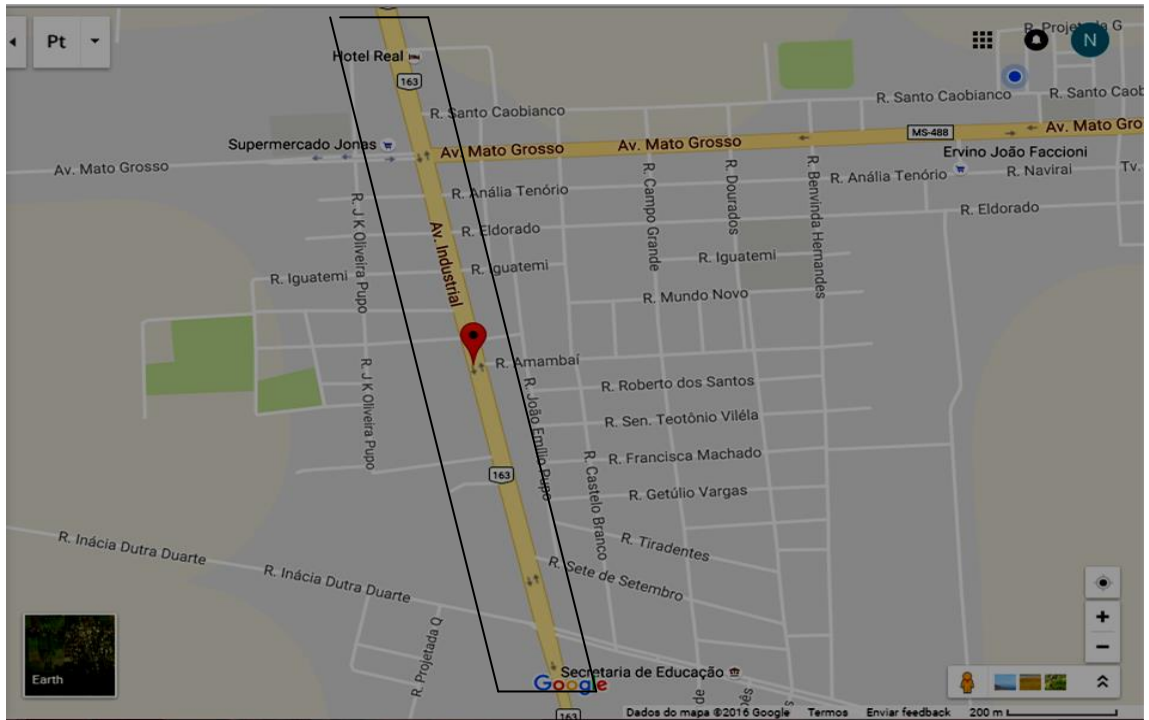 Pt
R. Projetada G
N
Hotel Real
163
R. Santo Caobianco
R. Santo Caobianco
R. Santo Caob
Supermercado Jonas
Av. Mato Grosso
Av. Mato Grosso
Av. Mato Grosso
MS-488
Av. Mato Gro
Ervino João Faccioni
R. Anália Tenório
R. Anália Tenório
R. Navirai
Tv.
R. J K Oliveira Pupo
R. Campo Grande
R. Dourados
R. Benvinda Hernandes
R. Eldorado
R. Eldorado
Av. Industrial
R. Iguatemi
R. Iguatemi
R. Iguatemi
R. Mundo Novo
R. Amambaí
R. J K Oliveira Pupo
R. João Emílio Pupo
R. Roberto dos Santos
R. Sen. Teotônio Viléla
R. Francisca Machado
163
R. Castelo Branco
R. Getúlio Vargas
R. Inácia Dutra Duarte
R. Tiradentes
R. Inácia Dutra Duarte
R. Sete de Setembro
R. Projetada Q
Earth
Secretaria de Educação
Google
de
ês
163
Dados do mapa ©2016 Google Termos Enviar feedback 200 m